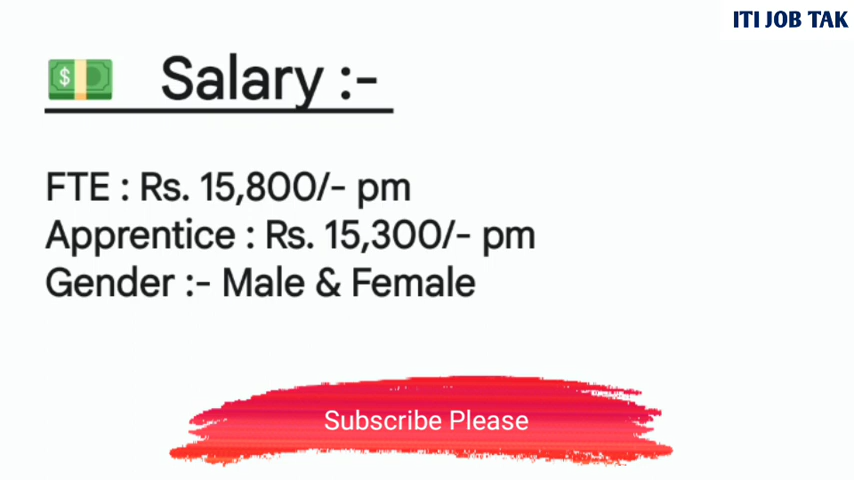 ITI JOB TAK
💵 Salary :-
FTE : Rs. 15,800/- pm
Apprentice : Rs. 15,300/- pm
Gender :- Male & Female
Subscribe Please